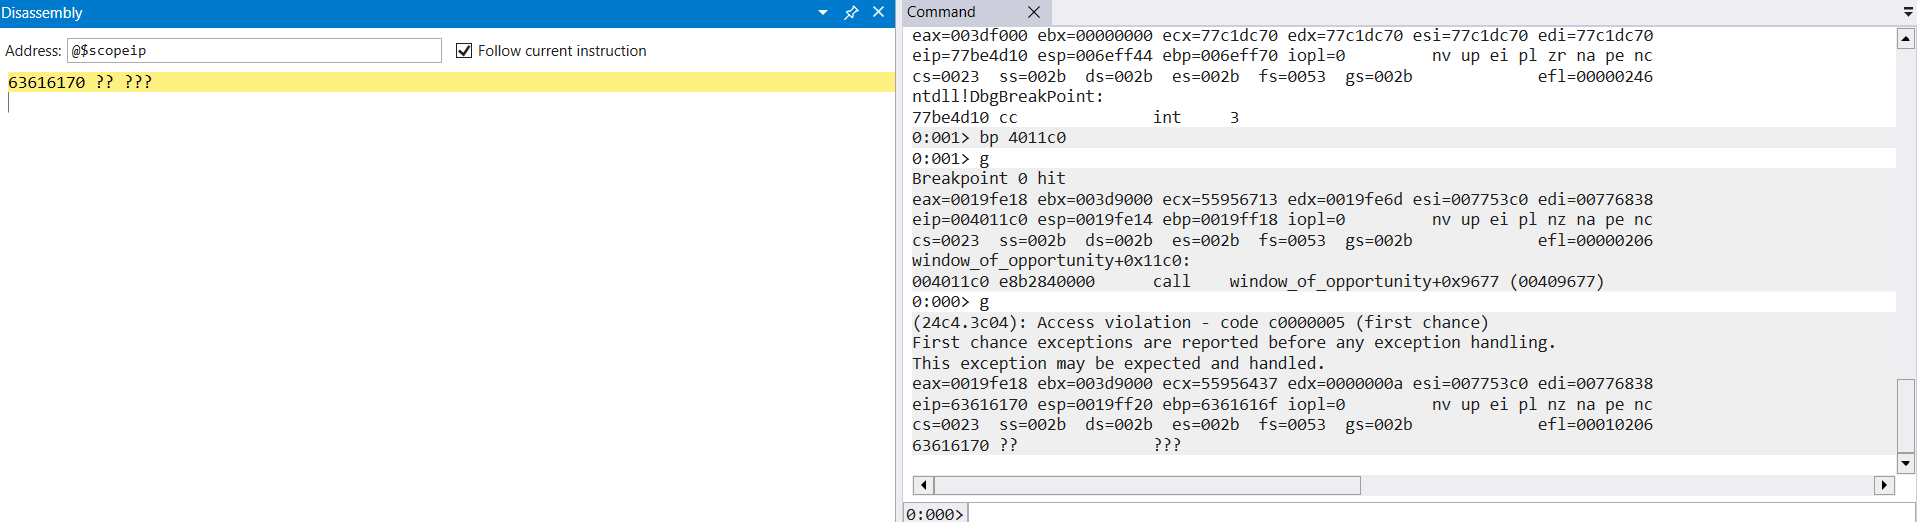 Disassembly
Address: @$scopeip Follow current instruction
63616170 ?? ???
Command
eax=003df000 ebx=00000000 ecx=77c1dc70 edx=77c1dc70 esi=77c1dc70 edi=77c1dc70
eip=77be4d10 esp=006eff44 ebp=006eff70 iopl=0         nv up ei pl zr na pe nc
cs=0023  ss=002b  ds=002b  es=002b  fs=0053  gs=002b             efl=00000246
ntdll!DbgBreakPoint:
77be4d10 cc              int     3
0:001> bp 4011c0
0:001> g
Breakpoint 0 hit
eax=0019fe18 ebx=003d9000 ecx=55956713 edx=0019fe6d esi=007753c0 edi=00776838
eip=004011c0 esp=0019fe14 ebp=0019ff18 iopl=0         nv up ei pl nz na pe nc
cs=0023  ss=002b  ds=002b  es=002b  fs=0053  gs=002b             efl=00000206
window_of_opportunity+0x11c0:
004011c0 e8b2840000      call    window_of_opportunity+0x9677 (00409677)
0:000> g
(24c4.3c04): Access violation - code c0000005 (first chance)
First chance exceptions are reported before any exception handling.
This exception may be expected and handled.
eax=0019fe18 ebx=003d9000 ecx=55956437 edx=0000000a esi=007753c0 edi=00776838
eip=63616170 esp=0019ff20 ebp=6361616f iopl=0         nv up ei pl nz na pe nc
cs=0023  ss=002b  ds=002b  es=002b  fs=0053  gs=002b             efl=00010206
63616170 ??              ???
0:000>